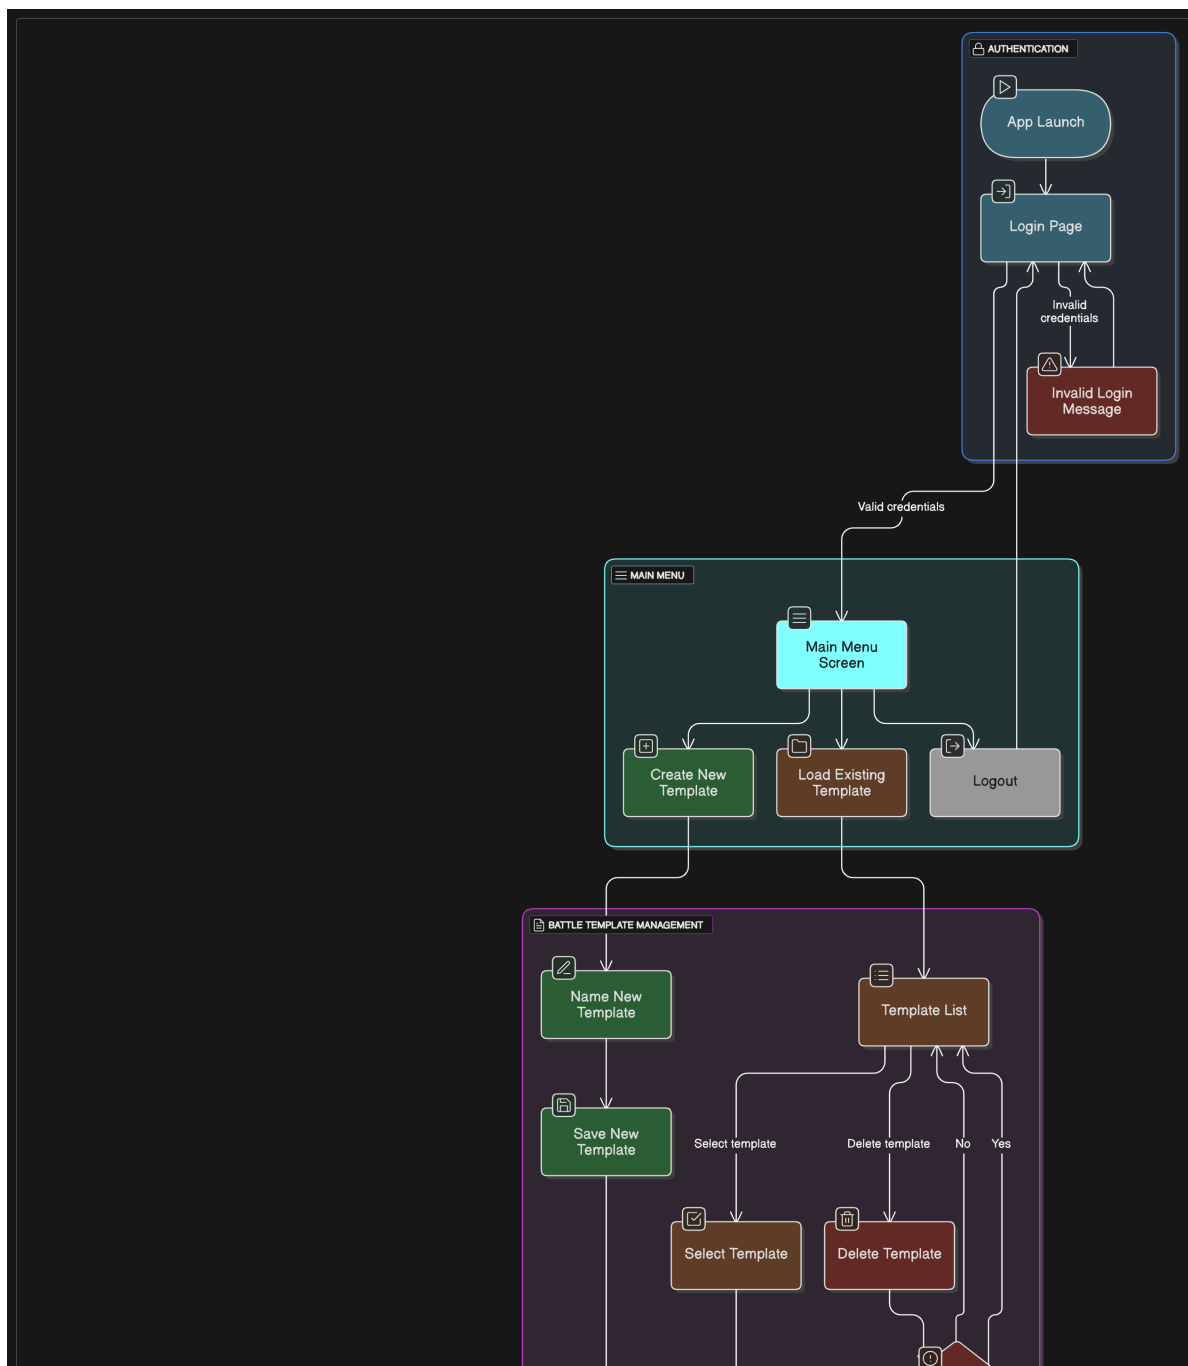 AUTHENTICATION
App Launch
Login Page
Invalid
credentials
Invalid Login
Message
Valid credentials
MAIN MENU
Main Menu
Screen
Create New
Template
Load Existing
Template
Logout
BATTLE TEMPLATE MANAGEMENT
Name New
Template
Template List
Save New
Template
Select template
Delete template
No
Yes
Select Template
Delete Template